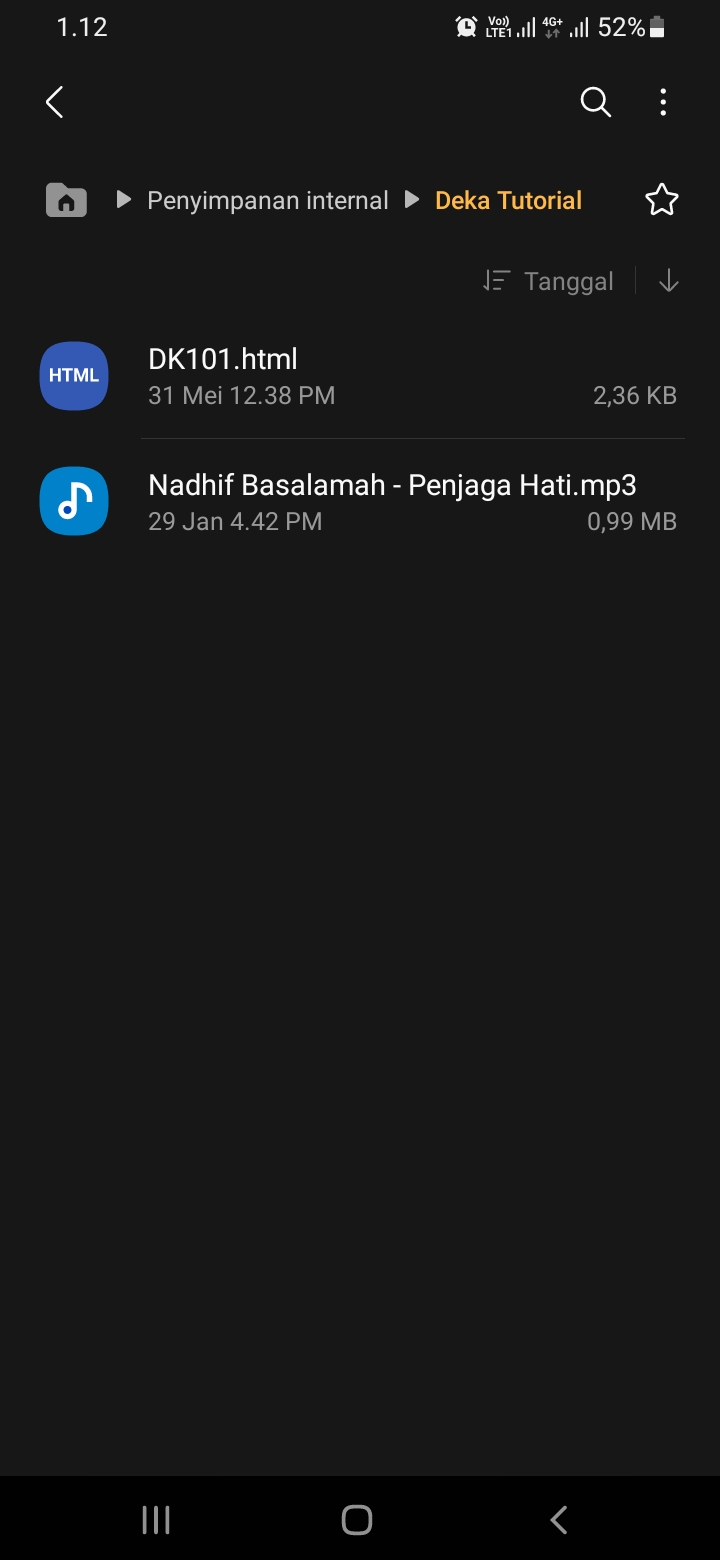 1.12
Vo)) LTE1 4G+ 52%
Penyimpanan internal Deka Tutorial
Tanggal
HTML
DK101.html
31 Mei 12.38 PM 2,36 KB
Nadhif Basalamah - Penjaga Hati.mp3
29 Jan 4.42 PM 0,99 MB